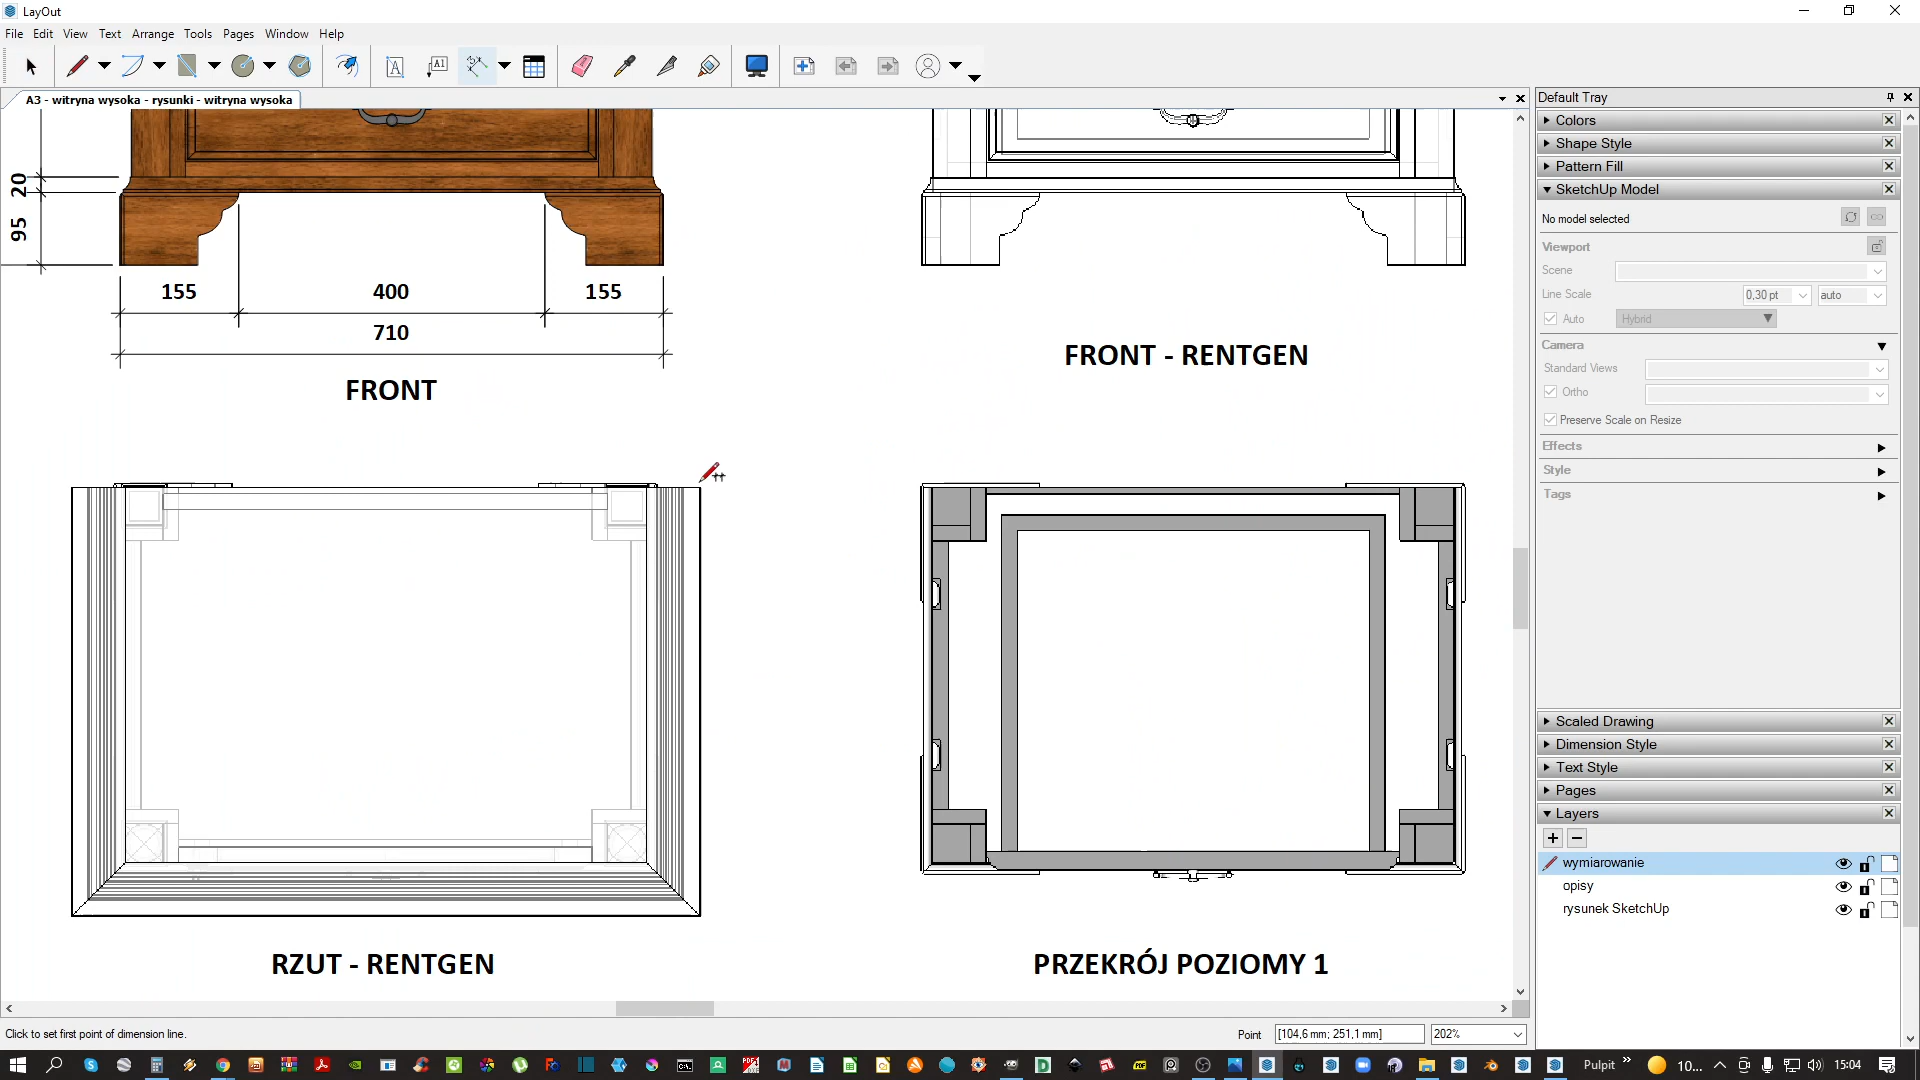 LayOut
File Edit View Text Arrange Tools Pages Window Help
A3 - witryna wysoka - rysunki - witryna wysoka
20
95
155 400 155
710
FRONT
FRONT - RENTGEN
RZUT - RENTGEN
PRZEKRÓJ POZIOMY 1
Default Tray
Colors
Shape Style
Pattern Fill
SketchUp Model
No model selected
Viewport
Scene
Line Scale 0,30 pt auto
Auto Hybrid
Camera
Standard Views
Ortho
Preserve Scale on Resize
Effects
Style
Tags
Scaled Drawing
Dimension Style
Text Style
Pages
Layers
wymiarowanie
opisy
rysunek SketchUp
Click to set first point of dimension line.
Point [104,6 mm; 251,1 mm] 202%
Pulpit » 10... 15:04